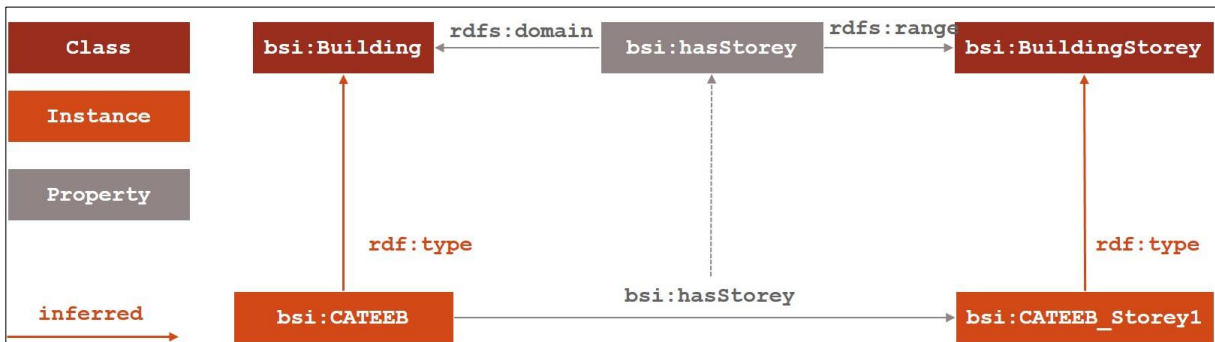 Class
bsi:Building
rdfs:domain
bsi:hasStorey
rdfs:range
bsi:BuildingStorey
Instance
Property
rdf:type
rdf:type
inferred
bsi:CATEEB
bsi:hasStorey
bsi:CATEEB_Storey1